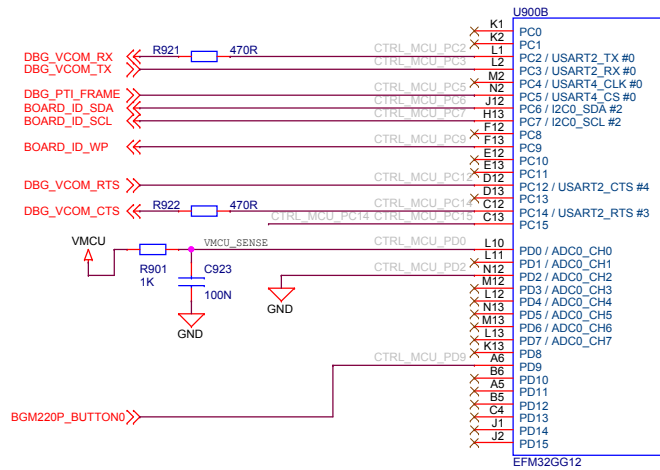 U900B
K1 PC0
K2 PC1
DBG_VCOM_RX R921 470R CTRL_MCU_PC2 L1 PC2 / USART2_TX #0
DBG_VCOM_TX CTRL_MCU_PC3 L2 PC3 / USART2_RX #0
M2 PC4 / USART4_CLK #0
DBG_PTI_FRAME CTRL_MCU_PC5 N2 PC5 / USART4_CS #0
BOARD_ID_SDA CTRL_MCU_PC6 J12 PC6 / I2C0_SDA #2
BOARD_ID_SCL CTRL_MCU_PC7 H13 PC7 / I2C0_SCL #2
F12 PC8
BOARD_ID_WP CTRL_MCU_PC9 F13 PC9
E12 PC10
E13 PC11
DBG_VCOM_RTS CTRL_MCU_PC12 D12 PC12 / USART2_CTS #4
D13 PC13
DBG_VCOM_CTS R922 470R CTRL_MCU_PC14 C12 PC14 / USART2_RTS #3
CTRL_MCU_PC14 CTRL_MCU_PC15 C13 PC15
VMCU VMCU_SENSE CTRL_MCU_PD0 L10 PD0 / ADC0_CH0
L11 PD1 / ADC0_CH1
R901 C923 CTRL_MCU_PD2 N12 PD2 / ADC0_CH2
1K 100N M12 PD3 / ADC0_CH3
L12 PD4 / ADC0_CH4
GND GND N13 PD5 / ADC0_CH5
M13 PD6 / ADC0_CH6
L13 PD7 / ADC0_CH7
K13 PD8
CTRL_MCU_PD9 A6 PD9
B6 PD10
A5 PD11
B5 PD12
BGM220P_BUTTON0 C4 PD13
J1 PD14
J2 PD15
EFM32GG12